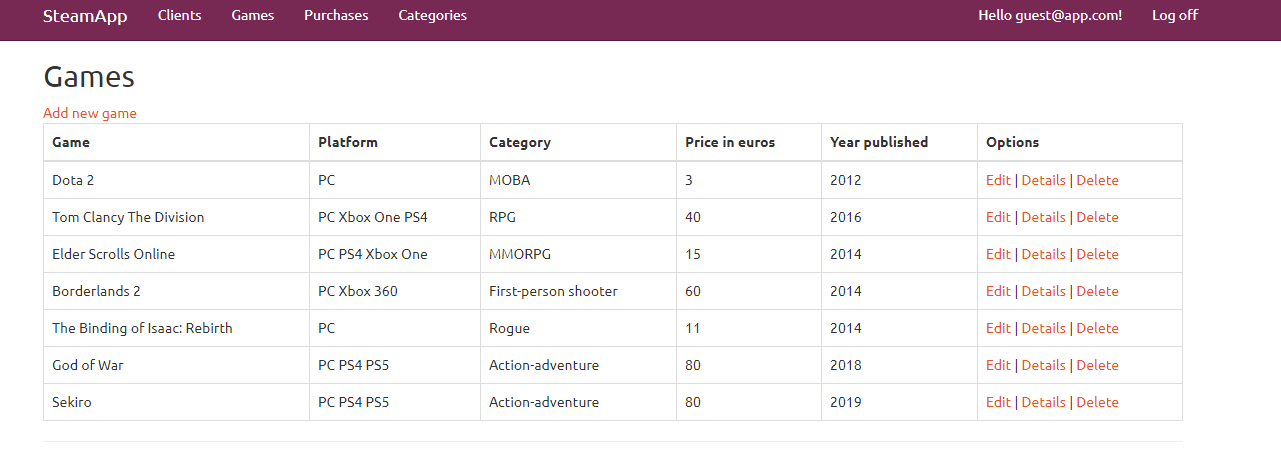 SteamApp Clients Games Purchases Categories Hello guest@app.com! Log off
Games
Add new game
Game Platform Category Price in euros Year published Options
Dota 2 PC MOBA 3 2012 Edit | Details | Delete
Tom Clancy The Division PC Xbox One PS4 RPG 40 2016 Edit | Details | Delete
Elder Scrolls Online PC PS4 Xbox One MMORPG 15 2014 Edit | Details | Delete
Borderlands 2 PC Xbox 360 First-person shooter 60 2014 Edit | Details | Delete
The Binding of Isaac: Rebirth PC Rogue 11 2014 Edit | Details | Delete
God of War PC PS4 PS5 Action-adventure 80 2018 Edit | Details | Delete
Sekiro PC PS4 PS5 Action-adventure 80 2019 Edit | Details | Delete